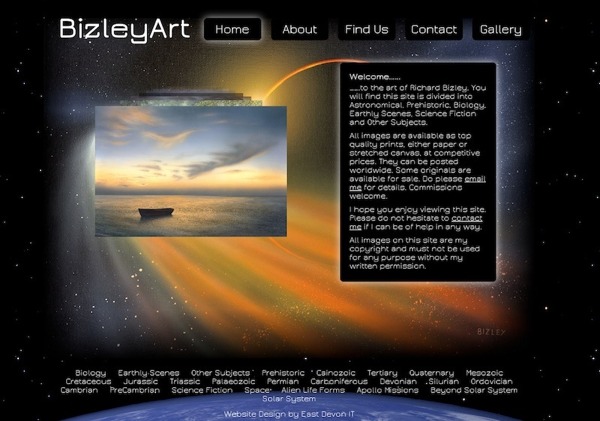 BizleyArt Home About Find Us Contact Gallery
Welcome......
......to the art of Richard Bizley. You
will find this site is divided into
Astronomical, Prehistoric, Biology,
Earthly Scenes, Science Fiction
and Other Subjects.
All images are available as top
quality prints, either paper or
stretched canvas, at competitive
prices. They can be posted
worldwide. Some originals are
available for sale. Do please email
me for details. Commissions
welcome.
I hope you enjoy viewing this site.
Please do not hesitate to contact
me if I can be of help in any way.
All images on this site are my
copyright and must not be used
for any purpose without my
written permission.
BIZLEY
Biology Earthly Scenes Other Subjects Prehistoric Cainozoic Tertiary Quaternary Mesozoic
Cretaceous Jurassic Triassic Palaeozoic Permian Carboniferous Devonian Silurian Ordovician
Cambrian PreCambrian Science Fiction Space Alien Life Forms Apollo Missions Beyond Solar System
Solar System
Website Design by East Devon IT